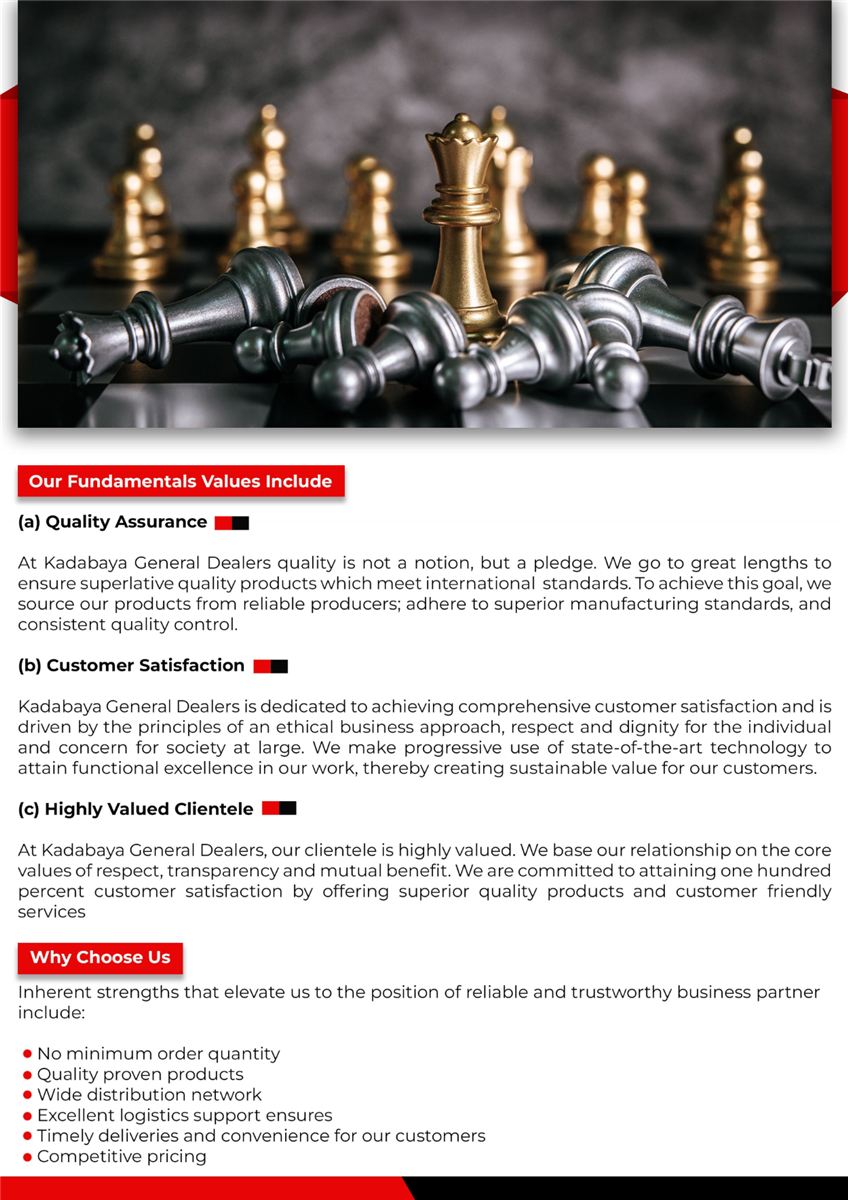 Our Fundamentals Values Include
(a) Quality Assurance
At Kadabaya General Dealers quality is not a notion, but a pledge. We go to great lengths to
ensure superlative quality products which meet international standards. To achieve this goal, we
source our products from reliable producers; adhere to superior manufacturing standards, and
consistent quality control.
(b) Customer Satisfaction
Kadabaya General Dealers is dedicated to achieving comprehensive customer satisfaction and is
driven by the principles of an ethical business approach, respect and dignity for the individual
and concern for society at large. We make progressive use of state-of-the-art technology to
attain functional excellence in our work, thereby creating sustainable value for our customers.
(c) Highly Valued Clientele
At Kadabaya General Dealers, our clientele is highly valued. We base our relationship on the core
values of respect, transparency and mutual benefit. We are committed to attaining one hundred
percent customer satisfaction by offering superior quality products and customer friendly
services
Why Choose Us
Inherent strengths that elevate us to the position of reliable and trustworthy business partner
include:
● No minimum order quantity
● Quality proven products
● Wide distribution network
● Excellent logistics support ensures
● Timely deliveries and convenience for our customers
● Competitive pricing